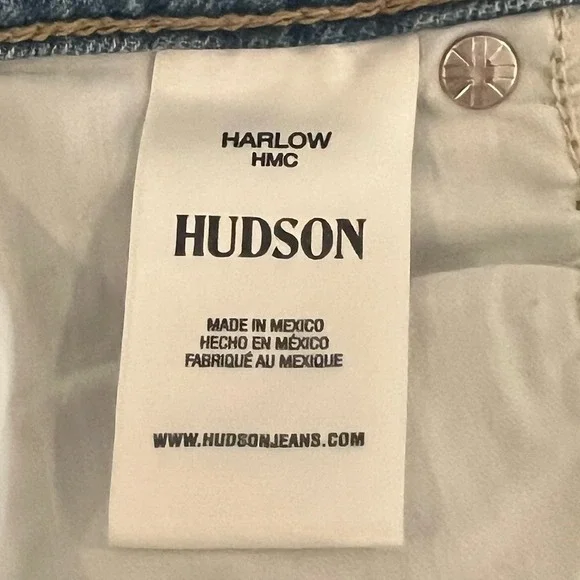 HARLOW
HMC
HUDSON
MADE IN MEXICO
HECHO EN MÉXICO
FABRIQUÉ AU MEXIQUE
WWW.HUDSONJEANS.COM